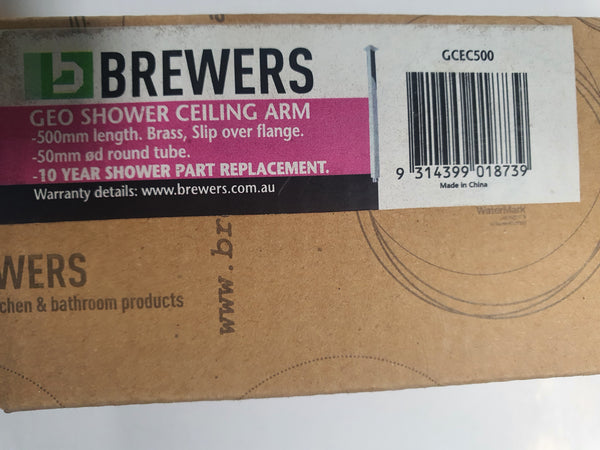 BREWERS
GEO SHOWER CEILING ARM
-500mm length. Brass, Slip over flange.
-50mm ød round tube.
-10 YEAR SHOWER PART REPLACEMENT.
Warranty details: www.brewers.com.au
GCEC500
9 314399 018739
Made in China
WaterMark
WERS
chen & bathroom products
www.br